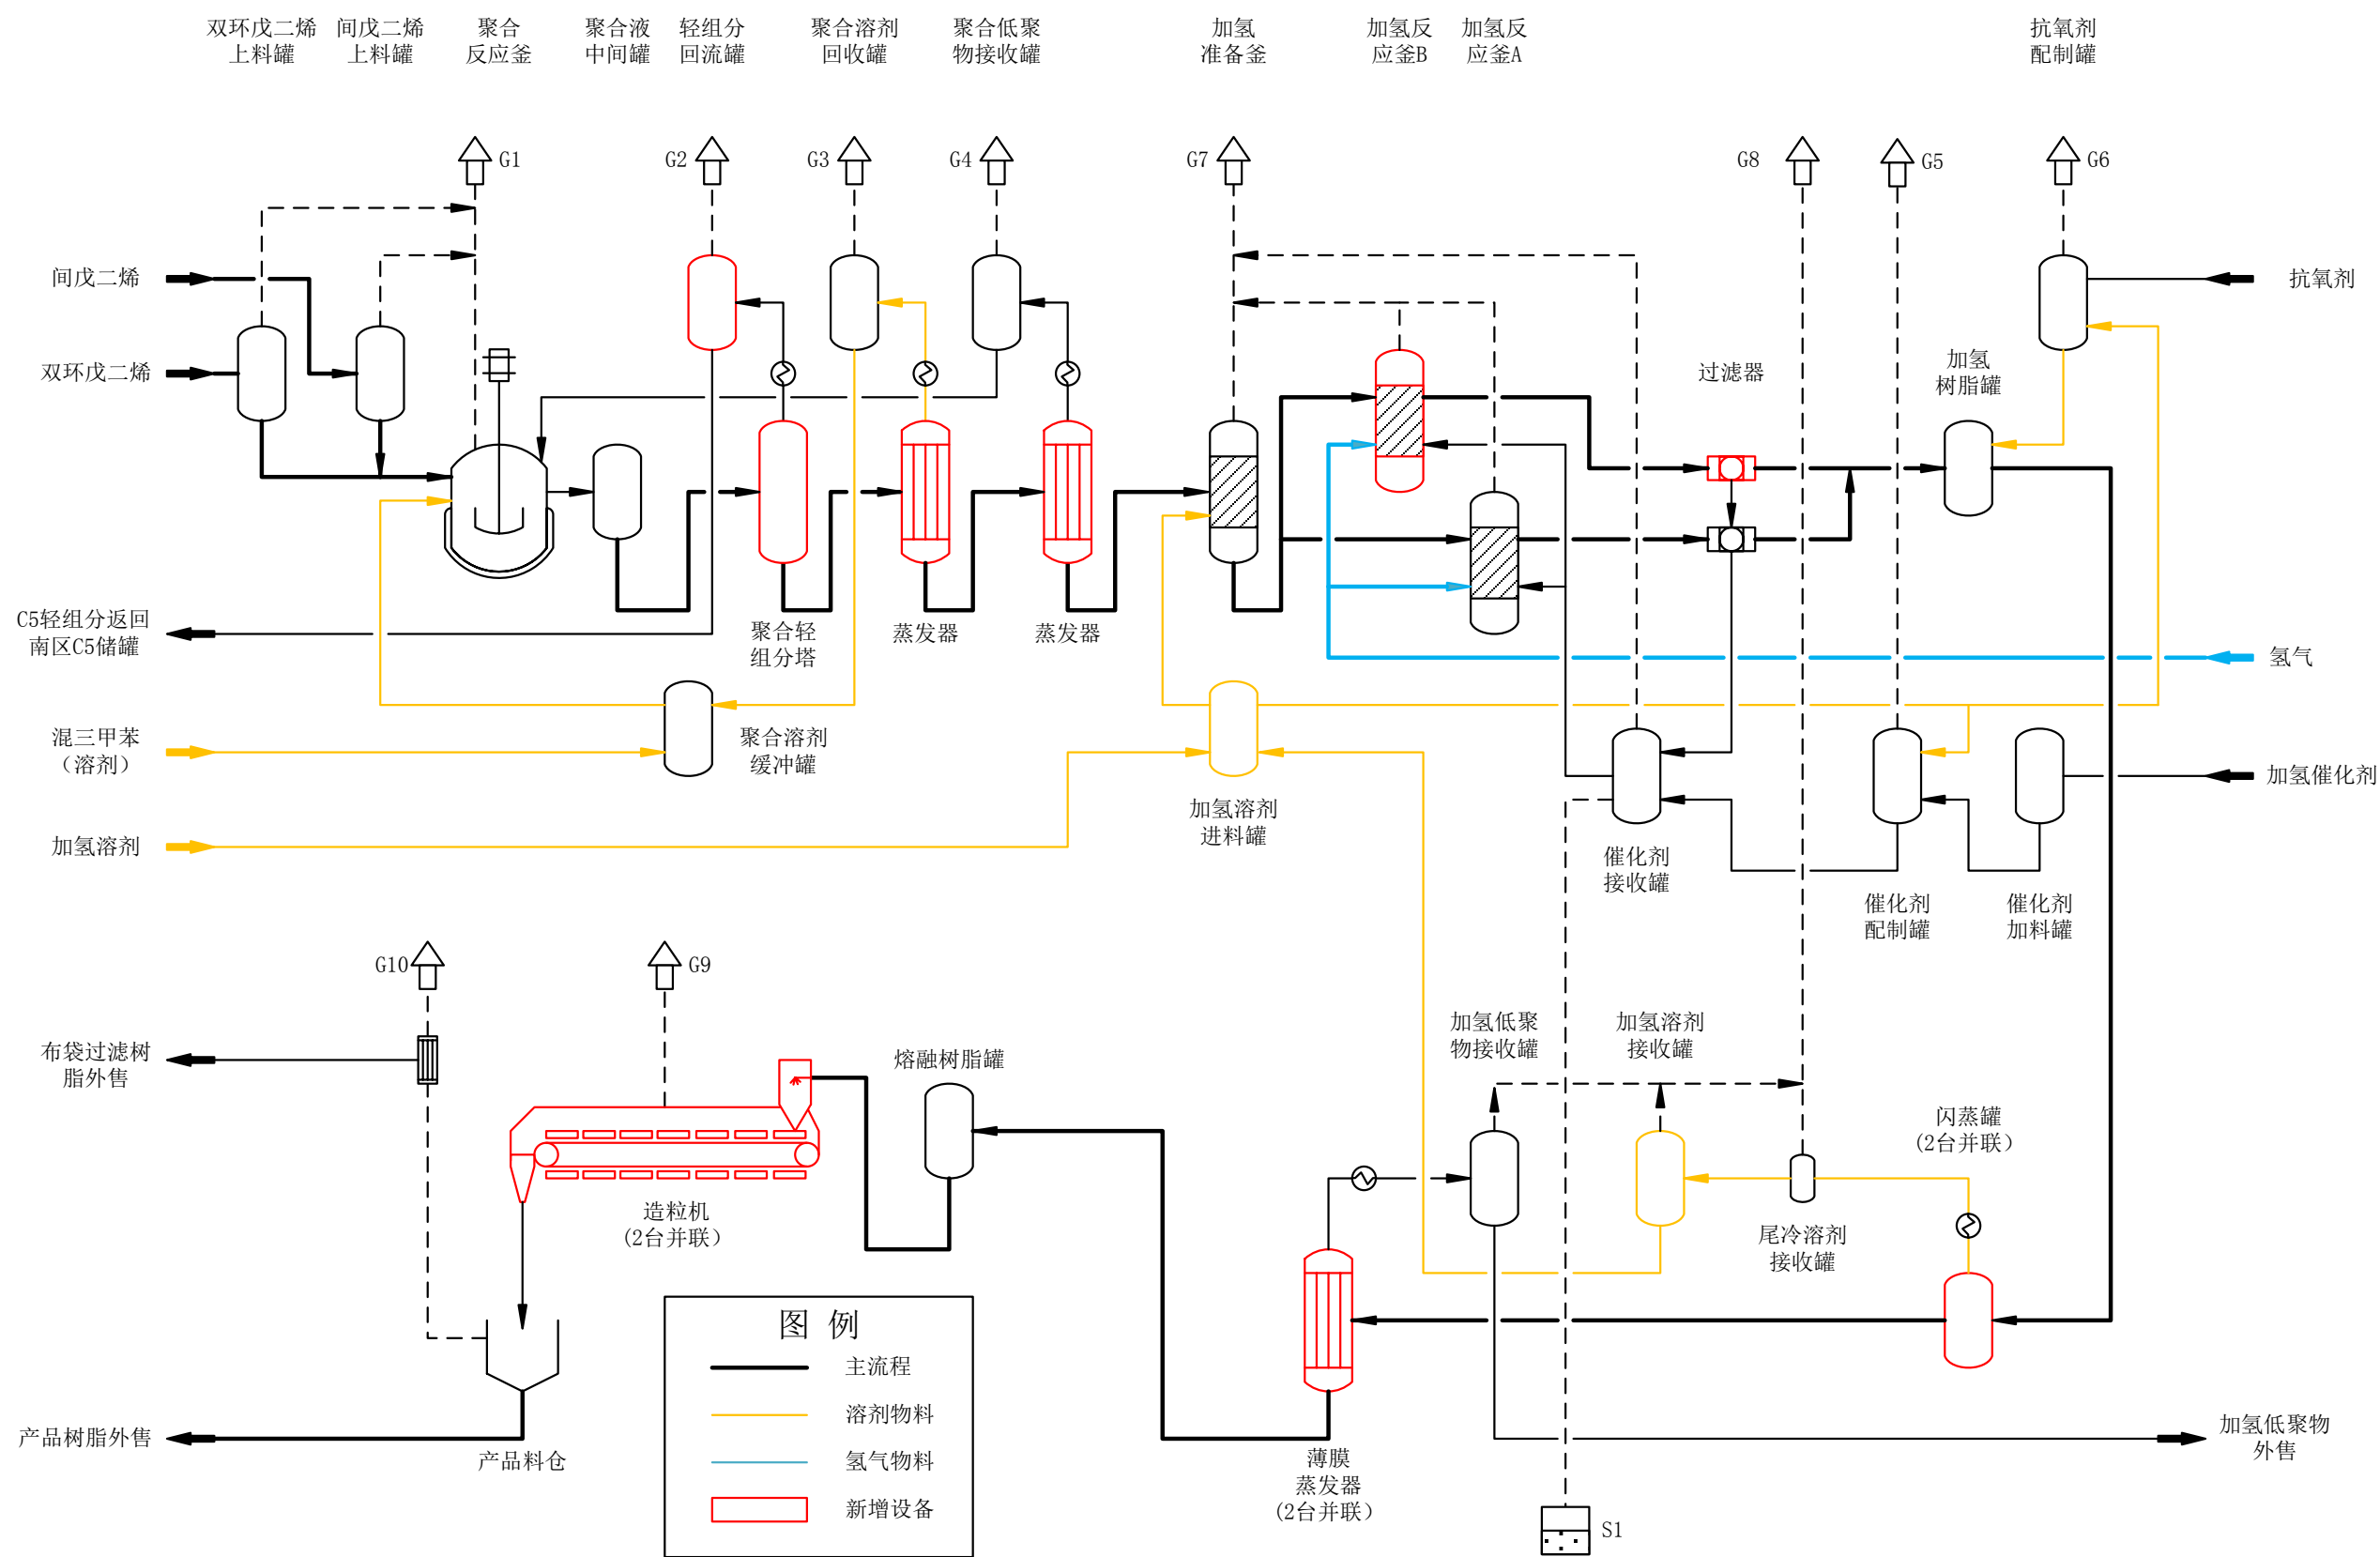 双环戊二烯
上料罐
间戊二烯
上料罐
聚合
反应釜
聚合液
中间罐
轻组分
回流罐
聚合溶剂
回收罐
聚合低聚
物接收罐
加氢
准备釜
加氢反
应釜B
加氢反
应釜A
抗氧剂
配制罐
G1
G2
G3
G4
G7
G8
G5
G6
间戊二烯
抗氧剂
双环戊二烯
过滤器
加氢
树脂罐
C5轻组分返回
南区C5储罐
聚合轻
组分塔
蒸发器
蒸发器
氢气
混三甲苯
（溶剂）
聚合溶剂
缓冲罐
加氢催化剂
加氢溶剂
进料罐
加氢溶剂
催化剂
接收罐
催化剂
配制罐
催化剂
加料罐
G10
G9
布袋过滤树
脂外售
熔融树脂罐
加氢低聚
物接收罐
加氢溶剂
接收罐
闪蒸罐
(2台并联)
造粒机
(2台并联)
尾冷溶剂
接收罐
图 例
主流程
溶剂物料
氢气物料
新增设备
产品树脂外售
产品料仓
薄膜
蒸发器
(2台并联)
加氢低聚物
外售
S1